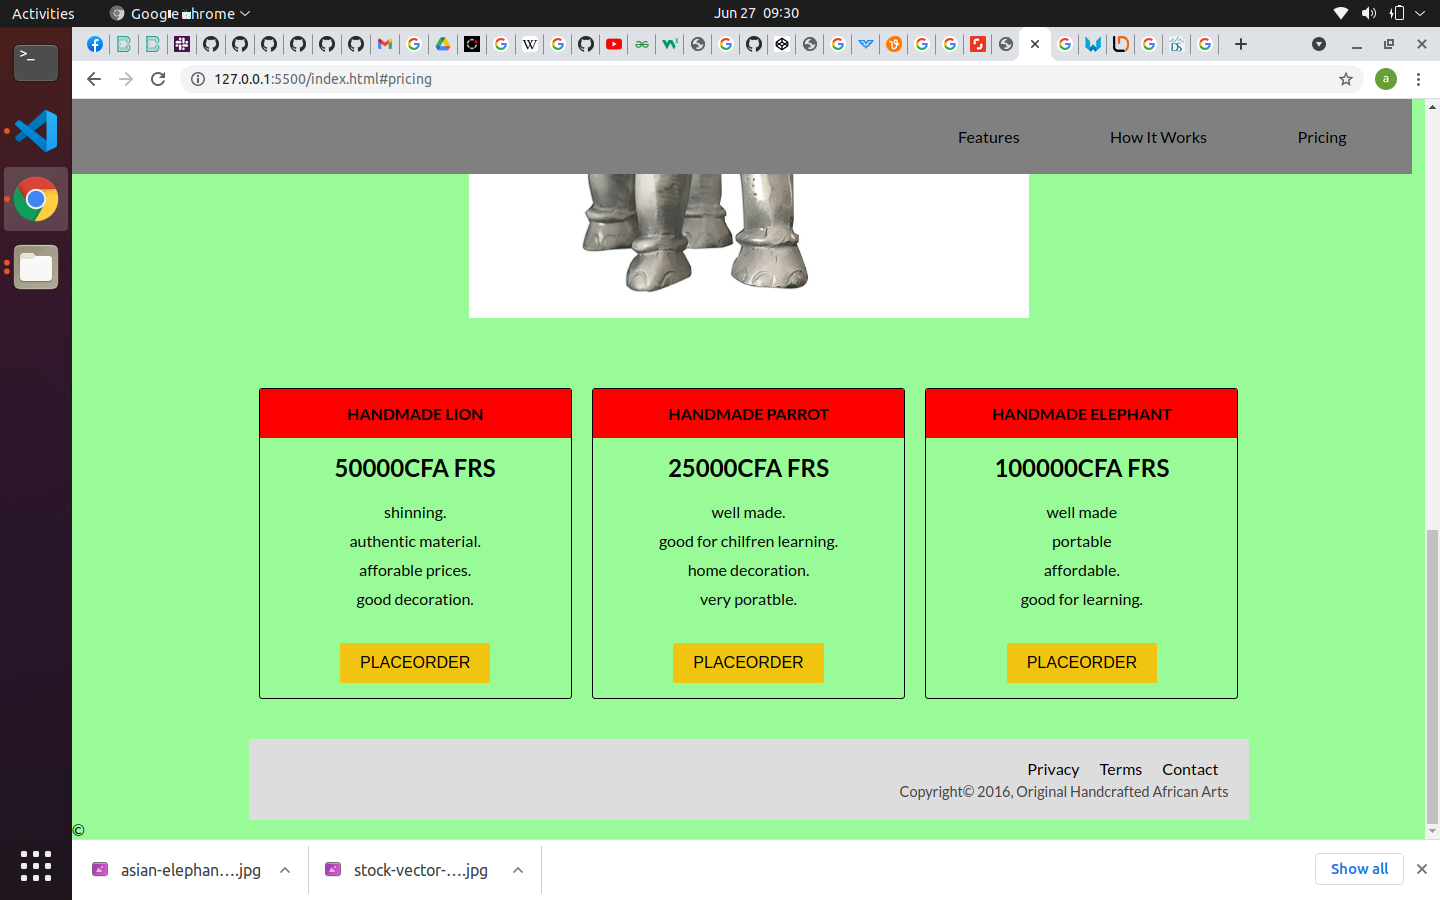 Activities
Google Chrome
Jun 27 09:30
127.0.0.1:5500/index.html#pricing
a
Features
How It Works
Pricing
HANDMADE LION
50000CFA FRS
shinning.
authentic material.
afforable prices.
good decoration.
PLACEORDER
HANDMADE PARROT
25000CFA FRS
well made.
good for chilfren learning.
home decoration.
very poratble.
PLACEORDER
HANDMADE ELEPHANT
100000CFA FRS
well made
portable
affordable.
good for learning.
PLACEORDER
Privacy Terms Contact
Copyright© 2016, Original Handcrafted African Arts
©
asian-elephan....jpg
stock-vector-....jpg
Show all